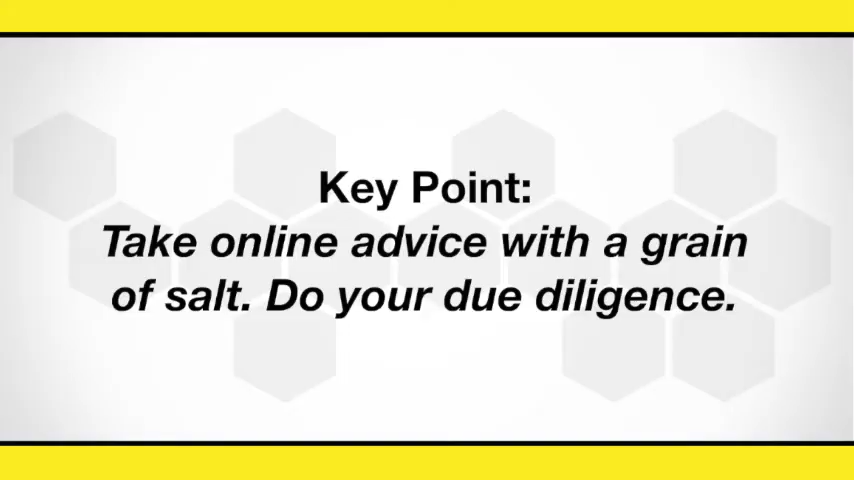 Key Point:
Take online advice with a grain
of salt. Do your due diligence.